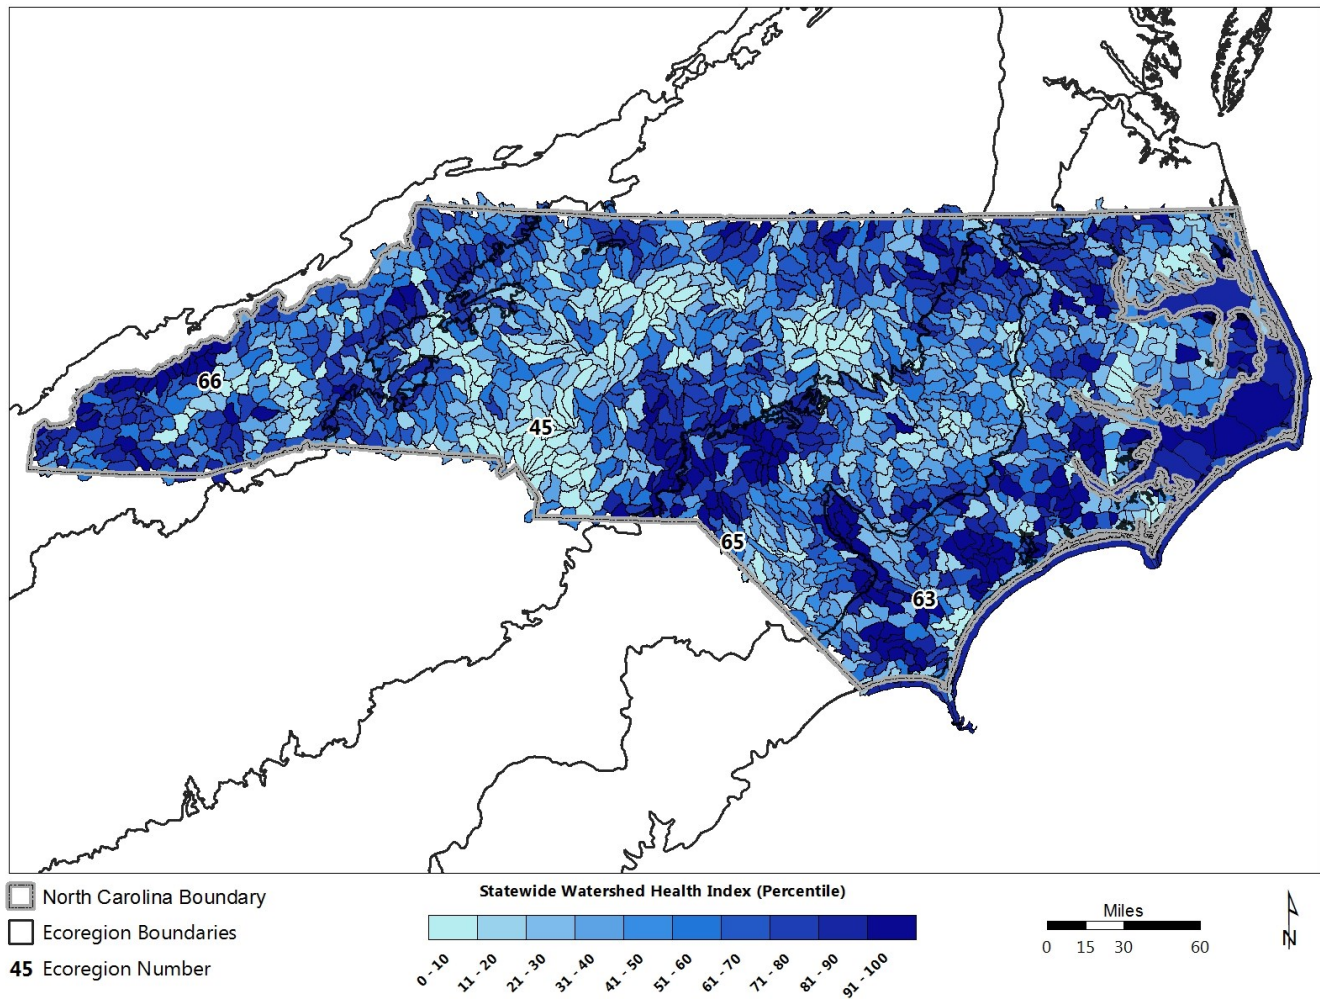 66
45
65
63
North Carolina Boundary
Ecoregion Boundaries
45 Ecoregion Number
Statewide Watershed Health Index (Percentile)
0 - 10
11 - 20
21 - 30
31 - 40
41 - 50
51 - 60
61 - 70
71 - 80
81 - 90
91 - 100
Miles
0 15 30 60
N